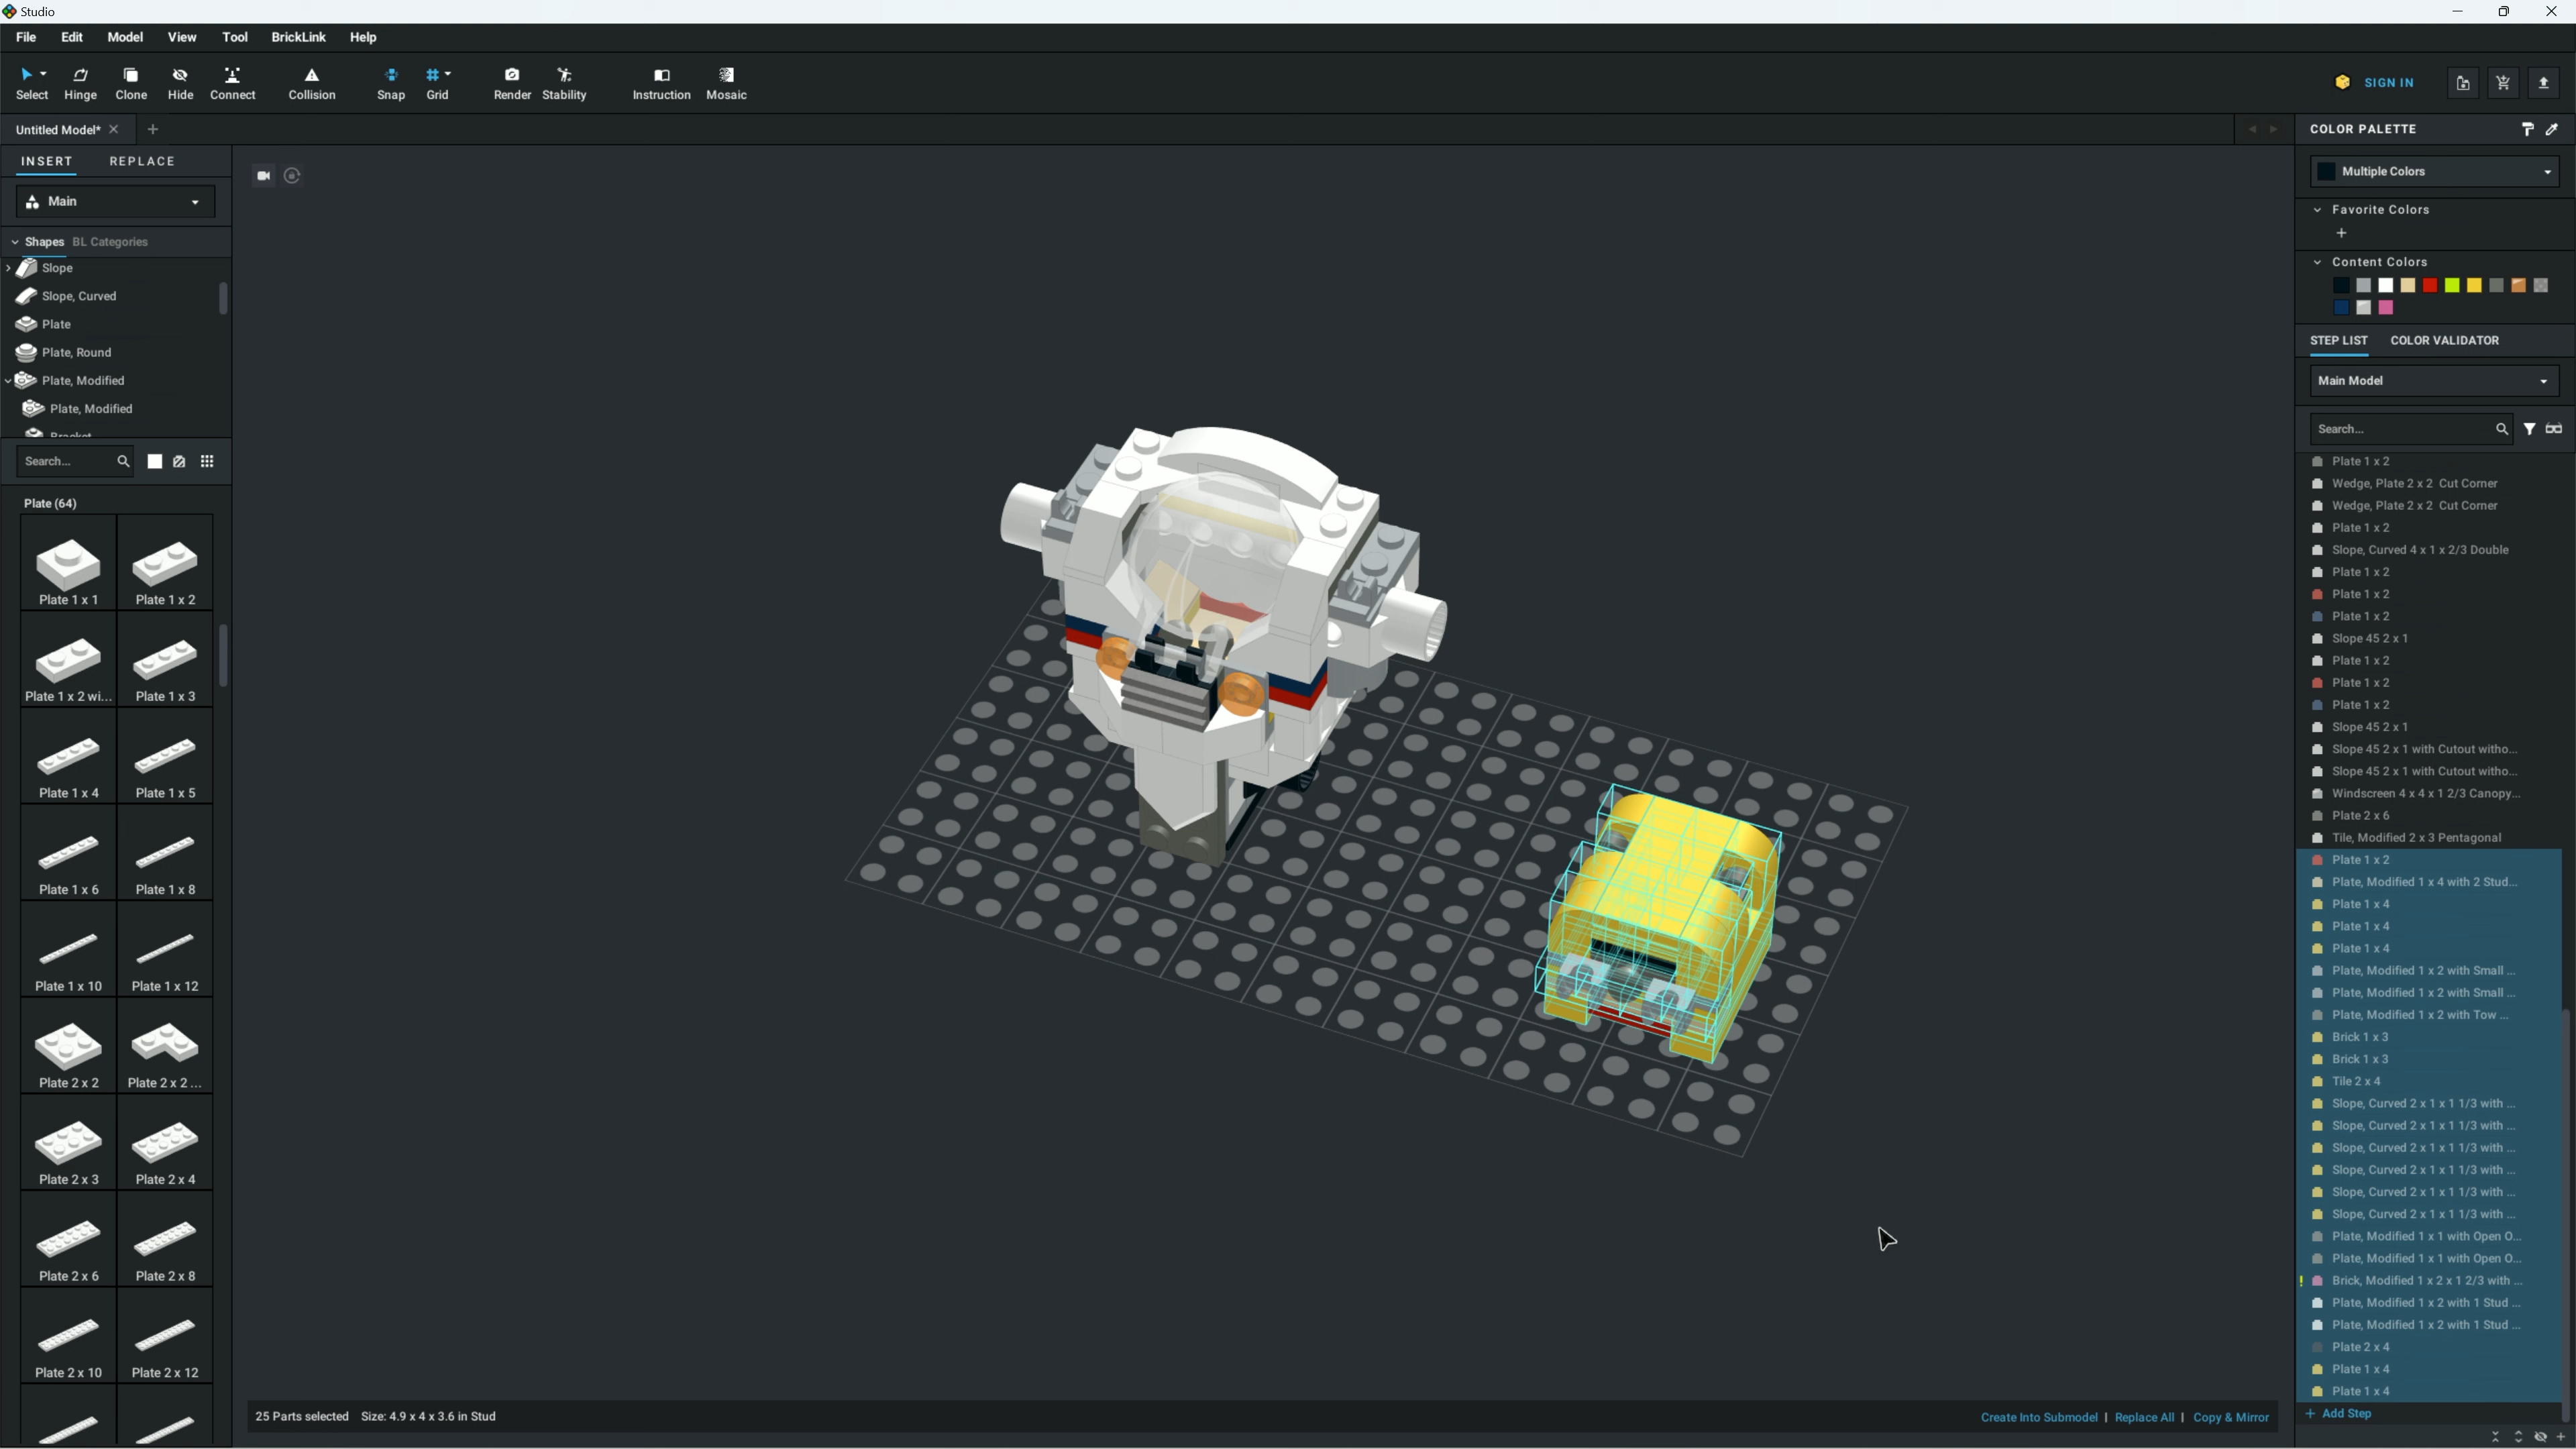 Studio
File Edit Model View Tool BrickLink Help
Select Hinge Clone Hide Connect Collision Snap Grid Render Stability Instruction Mosaic
SIGN IN
Untitled Model*
INSERT REPLACE
Main
Shapes BL Categories
Slope
Slope, Curved
Plate
Plate, Round
Plate, Modified
Plate, Modified
Bracket
Search...
Plate (64)
Plate 1 x 1 Plate 1 x 2
Plate 1 x 2 wi... Plate 1 x 3
Plate 1 x 4 Plate 1 x 5
Plate 1 x 6 Plate 1 x 8
Plate 1 x 10 Plate 1 x 12
Plate 2 x 2 Plate 2 x 2 ...
Plate 2 x 3 Plate 2 x 4
Plate 2 x 6 Plate 2 x 8
Plate 2 x 10 Plate 2 x 12
25 Parts selected Size: 4.9 x 4 x 3.6 in Stud
Create Into Submodel | Replace All | Copy & Mirror
COLOR PALETTE
Multiple Colors
Favorite Colors
+
Content Colors
STEP LIST COLOR VALIDATOR
Main Model
Search...
Plate 1 x 2
Wedge, Plate 2 x 2 Cut Corner
Wedge, Plate 2 x 2 Cut Corner
Plate 1 x 2
Slope, Curved 4 x 1 x 2/3 Double
Plate 1 x 2
Plate 1 x 2
Plate 1 x 2
Slope 45 2 x 1
Plate 1 x 2
Plate 1 x 2
Plate 1 x 2
Slope 45 2 x 1
Slope 45 2 x 1 with Cutout witho...
Slope 45 2 x 1 with Cutout witho...
Windscreen 4 x 4 x 1 2/3 Canopy...
Plate 2 x 6
Tile, Modified 2 x 3 Pentagonal
Plate 1 x 2
Plate, Modified 1 x 4 with 2 Stud...
Plate 1 x 4
Plate 1 x 4
Plate 1 x 4
Plate, Modified 1 x 2 with Small ...
Plate, Modified 1 x 2 with Small ...
Plate, Modified 1 x 2 with Tow ...
Brick 1 x 3
Brick 1 x 3
Tile 2 x 4
Slope, Curved 2 x 1 x 1 1/3 with ...
Slope, Curved 2 x 1 x 1 1/3 with ...
Slope, Curved 2 x 1 x 1 1/3 with ...
Slope, Curved 2 x 1 x 1 1/3 with ...
Slope, Curved 2 x 1 x 1 1/3 with ...
Slope, Curved 2 x 1 x 1 1/3 with ...
Plate, Modified 1 x 1 with Open O...
Plate, Modified 1 x 1 with Open O...
! Brick, Modified 1 x 2 x 1 2/3 with ...
Plate, Modified 1 x 2 with 1 Stud ...
Plate, Modified 1 x 2 with 1 Stud ...
Plate 2 x 4
Plate 1 x 4
Plate 1 x 4
+ Add Step